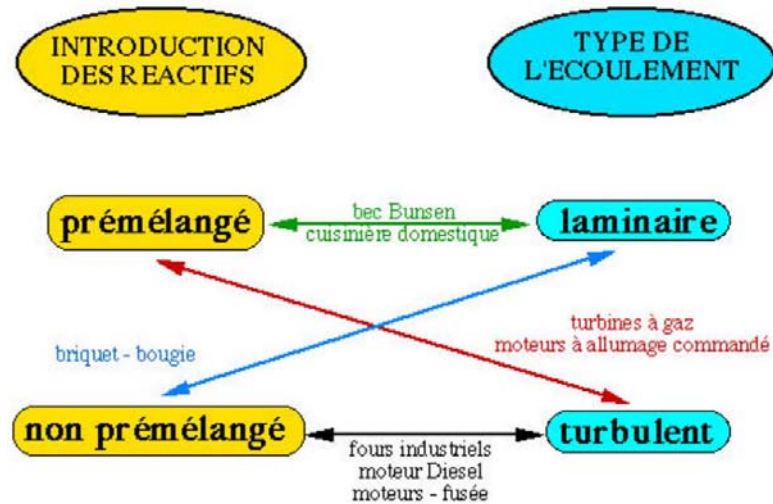 INTRODUCTION
DES REACTIFS
TYPE DE
L'ECOULEMENT
prémélangé
bec Bunsen
cuisinière domestique
laminaire
briquet - bougie
turbines à gaz
moteurs à allumage commandé
non prémélangé
fours industriels
moteur Diesel
moteurs - fusée
turbulent